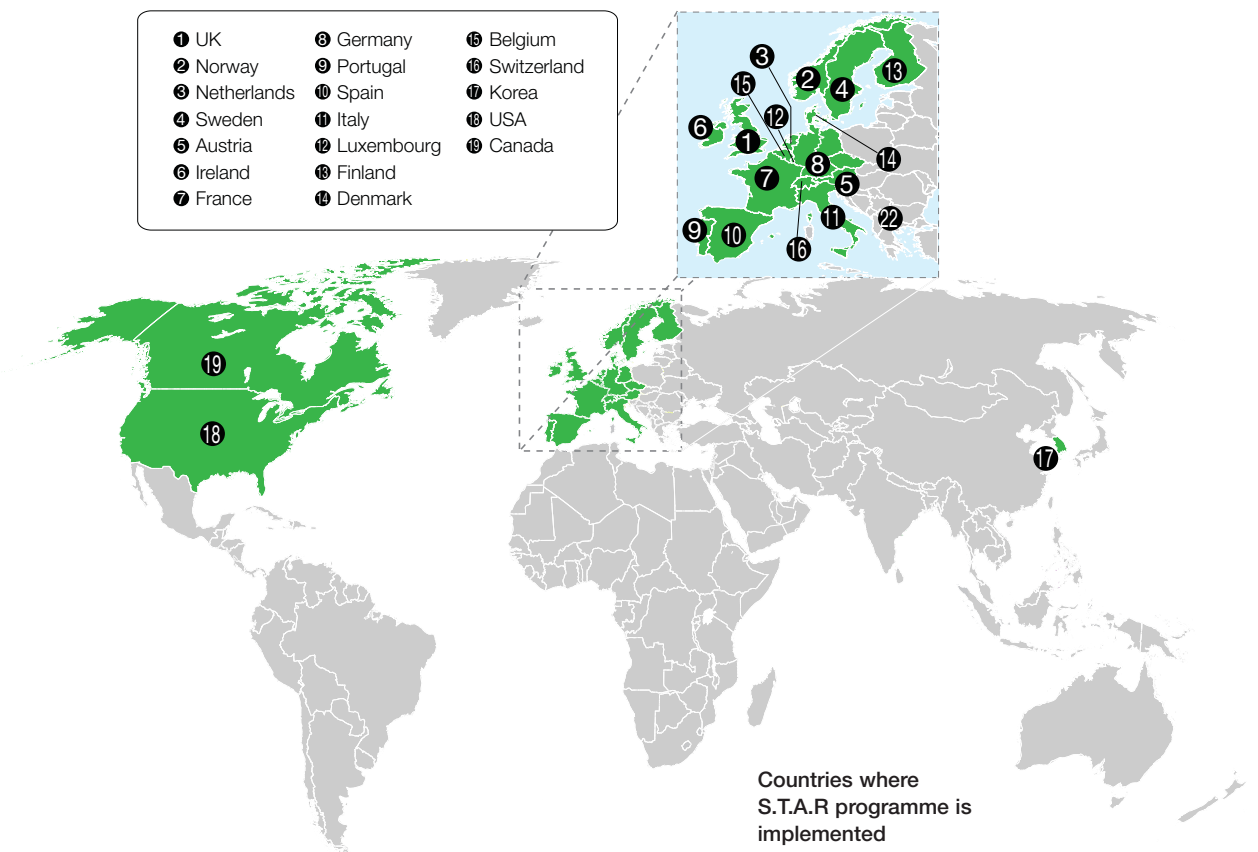 1 UK
2 Norway
3 Netherlands
4 Sweden
5 Austria
6 Ireland
7 France
8 Germany
9 Portugal
10 Spain
11 Italy
12 Luxembourg
13 Finland
14 Denmark
15 Belgium
16 Switzerland
17 Korea
18 USA
19 Canada
3
15
2
13
4
12
6
1
14
8
7
5
11
22
9
10
16
19
18
17
Countries where
S.T.A.R programme is
implemented